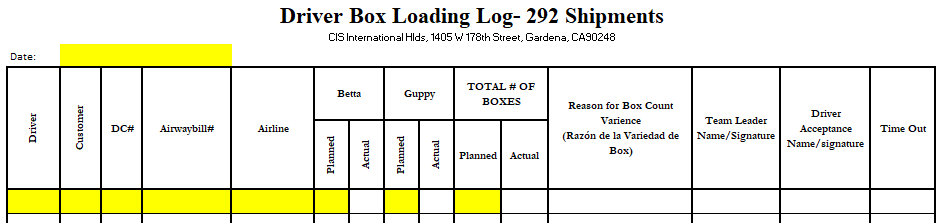 Driver Box Loading Log- 292 Shipments
CIS International Hlds, 1405 W 178th Street, Gardena, CA90248
Date:
Driver
Customer
DC#
Airwaybill#
Airline
Betta
Guppy
TOTAL # OF
BOXES
Planned
Actual
Planned
Actual
Planned
Actual
Reason for Box Count
Varience
(Razón de la Variedad de
Box)
Team Leader
Name/Signature
Driver
Acceptance
Name/signature
Time Out